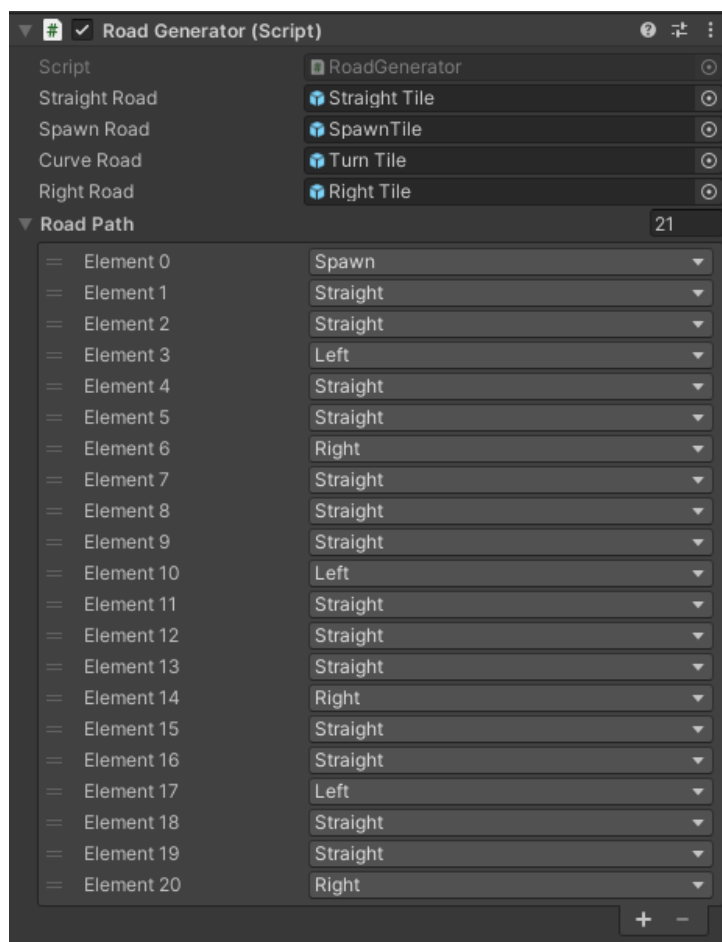 # Road Generator (Script)
Script # RoadGenerator
Straight Road Straight Tile
Spawn Road SpawnTile
Curve Road Turn Tile
Right Road Right Tile
Road Path 21
Element 0 Spawn
Element 1 Straight
Element 2 Straight
Element 3 Left
Element 4 Straight
Element 5 Straight
Element 6 Right
Element 7 Straight
Element 8 Straight
Element 9 Straight
Element 10 Left
Element 11 Straight
Element 12 Straight
Element 13 Straight
Element 14 Right
Element 15 Straight
Element 16 Straight
Element 17 Left
Element 18 Straight
Element 19 Straight
Element 20 Right
+ −